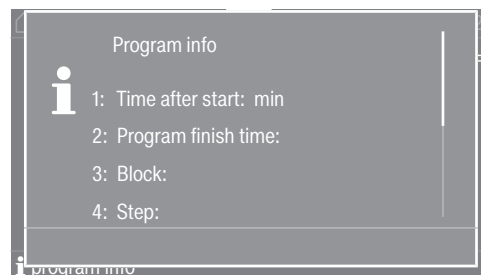 Program info
1: Time after start: min
2: Program finish time:
3: Block:
4: Step:
program info